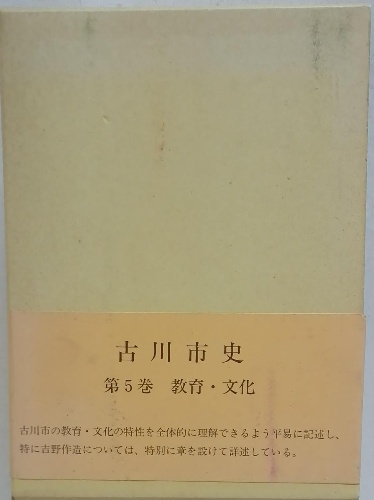 古川市史
第5巻 教育・文化
古川市の教育・文化の特性を全体的に理解できるよう平易に記述し、
特に吉野作造については、特別に章を設けて詳述している。